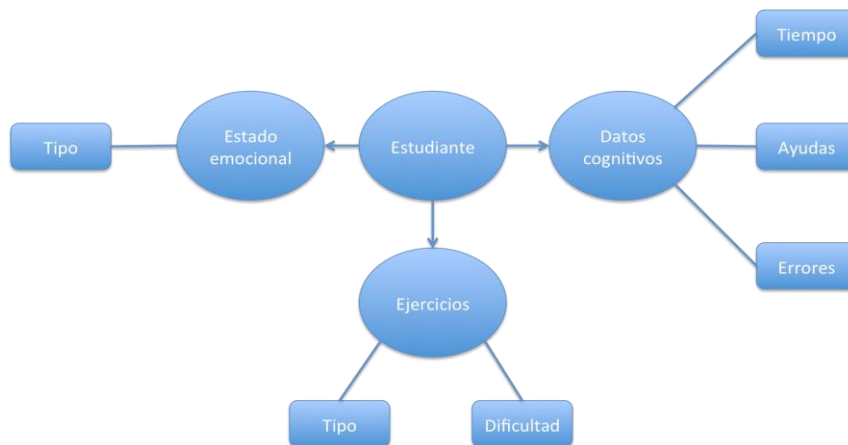 Tiempo
Estado
emocional
Estudiante
Datos
cognitivos
Tipo
Ayudas
Errores
Ejercicios
Tipo
Dificultad